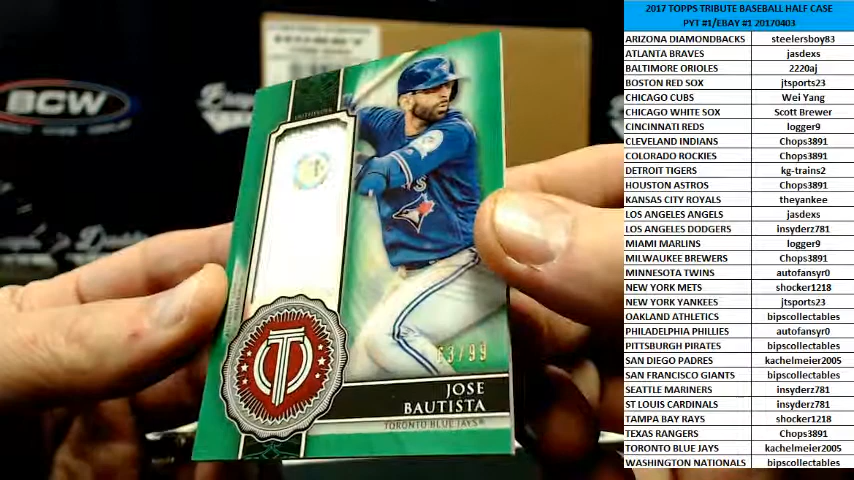 BCW
63/99
JOSE
BAUTISTA
TORONTO BLUE JAYS
2017 TOPPS TRIBUTE BASEBALL HALF CASE
PYT #1/EBAY #1 20170403
ARIZONA DIAMONDBACKS steelersboy83
ATLANTA BRAVES jasdexs
BALTIMORE ORIOLES 2220aj
BOSTON RED SOX jtsports23
CHICAGO CUBS Wei Yang
CHICAGO WHITE SOX Scott Brewer
CINCINNATI REDS logger9
CLEVELAND INDIANS Chops3891
COLORADO ROCKIES Chops3891
DETROIT TIGERS kg-trains2
HOUSTON ASTROS Chops3891
KANSAS CITY ROYALS theyankee
LOS ANGELES ANGELS jasdexs
LOS ANGELES DODGERS insyderz781
MIAMI MARLINS logger9
MILWAUKEE BREWERS Chops3891
MINNESOTA TWINS autofansyr0
NEW YORK METS shocker1218
NEW YORK YANKEES jtsports23
OAKLAND ATHLETICS bipscollectables
PHILADELPHIA PHILLIES autofansyr0
PITTSBURGH PIRATES bipscollectables
SAN DIEGO PADRES kachelmeier2005
SAN FRANCISCO GIANTS bipscollectables
SEATTLE MARINERS insyderz781
ST LOUIS CARDINALS insyderz781
TAMPA BAY RAYS shocker1218
TEXAS RANGERS Chops3891
TORONTO BLUE JAYS kachelmeier2005
WASHINGTON NATIONALS bipscollectables